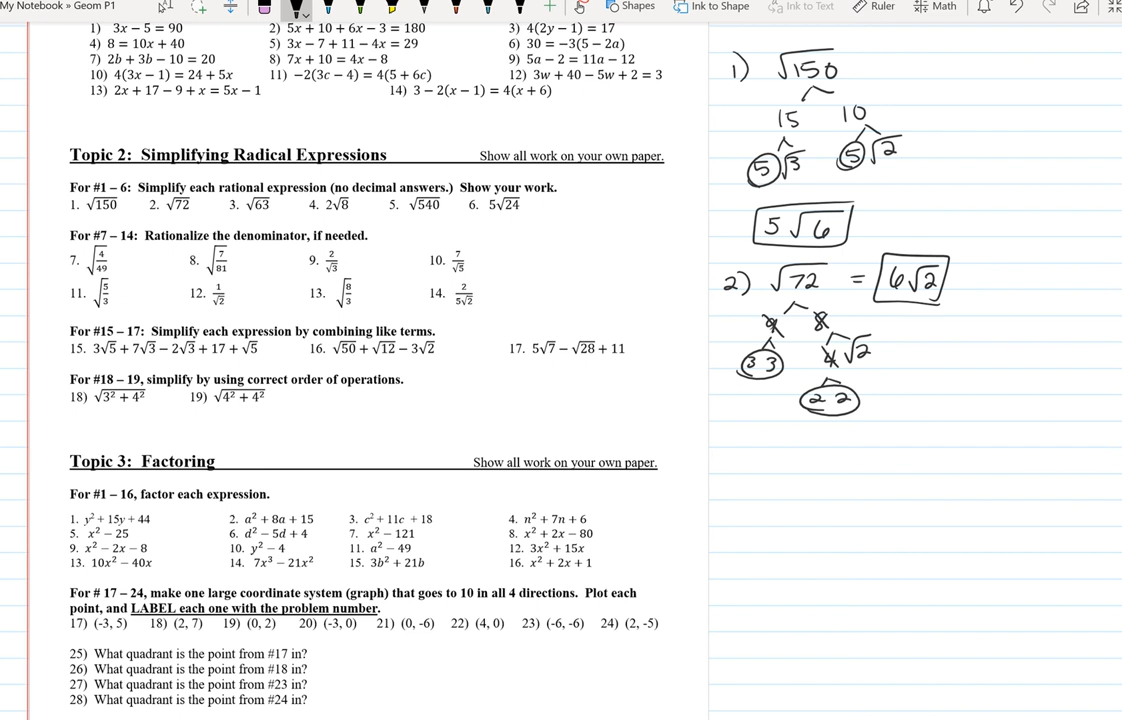 My Notebook » Geom P1
Shapes Ink to Shape Ink to Text Ruler Math
1) 3x − 5 = 90 2) 5x + 10 + 6x − 3 = 180 3) 4(2y − 1) = 17
4) 8 = 10x + 40 5) 3x − 7 + 11 − 4x = 29 6) 30 = −3(5 − 2a)
7) 2b + 3b − 10 = 20 8) 7x + 10 = 4x − 8 9) 5a − 2 = 11a − 12
10) 4(3x − 1) = 24 + 5x 11) −2(3c − 4) = 4(5 + 6c) 12) 3w + 40 − 5w + 2 = 3
13) 2x + 17 − 9 + x = 5x − 1 14) 3 − 2(x − 1) = 4(x + 6)
Topic 2: Simplifying Radical Expressions Show all work on your own paper.
For #1 – 6: Simplify each rational expression (no decimal answers.) Show your work.
1. √150 2. √72 3. √63 4. 2√8 5. √540 6. 5√24
For #7 – 14: Rationalize the denominator, if needed.
7. √(4/49) 8. √(7/81) 9. 2/√3 10. 7/√5
11. √(5/3) 12. 1/√2 13. √(8/3) 14. 2/5√2
For #15 – 17: Simplify each expression by combining like terms.
15. 3√5 + 7√3 − 2√3 + 17 + √5 16. √50 + √12 − 3√2 17. 5√7 − √28 + 11
For #18 – 19, simplify by using correct order of operations.
18) √3² + 4² 19) √4² + 4²
Topic 3: Factoring Show all work on your own paper.
For #1 – 16, factor each expression.
1. y² + 15y + 44 2. a² + 8a + 15 3. c² + 11c + 18 4. n² + 7n + 6
5. x² – 25 6. d² – 5d + 4 7. x² – 121 8. x² + 2x – 80
9. x² – 2x – 8 10. y² – 4 11. a² – 49 12. 3x² + 15x
13. 10x² – 40x 14. 7x³ – 21x² 15. 3b² + 21b 16. x² + 2x + 1
For # 17 – 24, make one large coordinate system (graph) that goes to 10 in all 4 directions. Plot each
point, and LABEL each one with the problem number.
17) (-3, 5) 18) (2, 7) 19) (0, 2) 20) (-3, 0) 21) (0, -6) 22) (4, 0) 23) (-6, -6) 24) (2, -5)
25) What quadrant is the point from #17 in?
26) What quadrant is the point from #18 in?
27) What quadrant is the point from #23 in?
28) What quadrant is the point from #24 in?
1) √150
15 10
5√3 5√2
5√6
2) √72 = 6√2
9 8
3 3 4√2
2 2